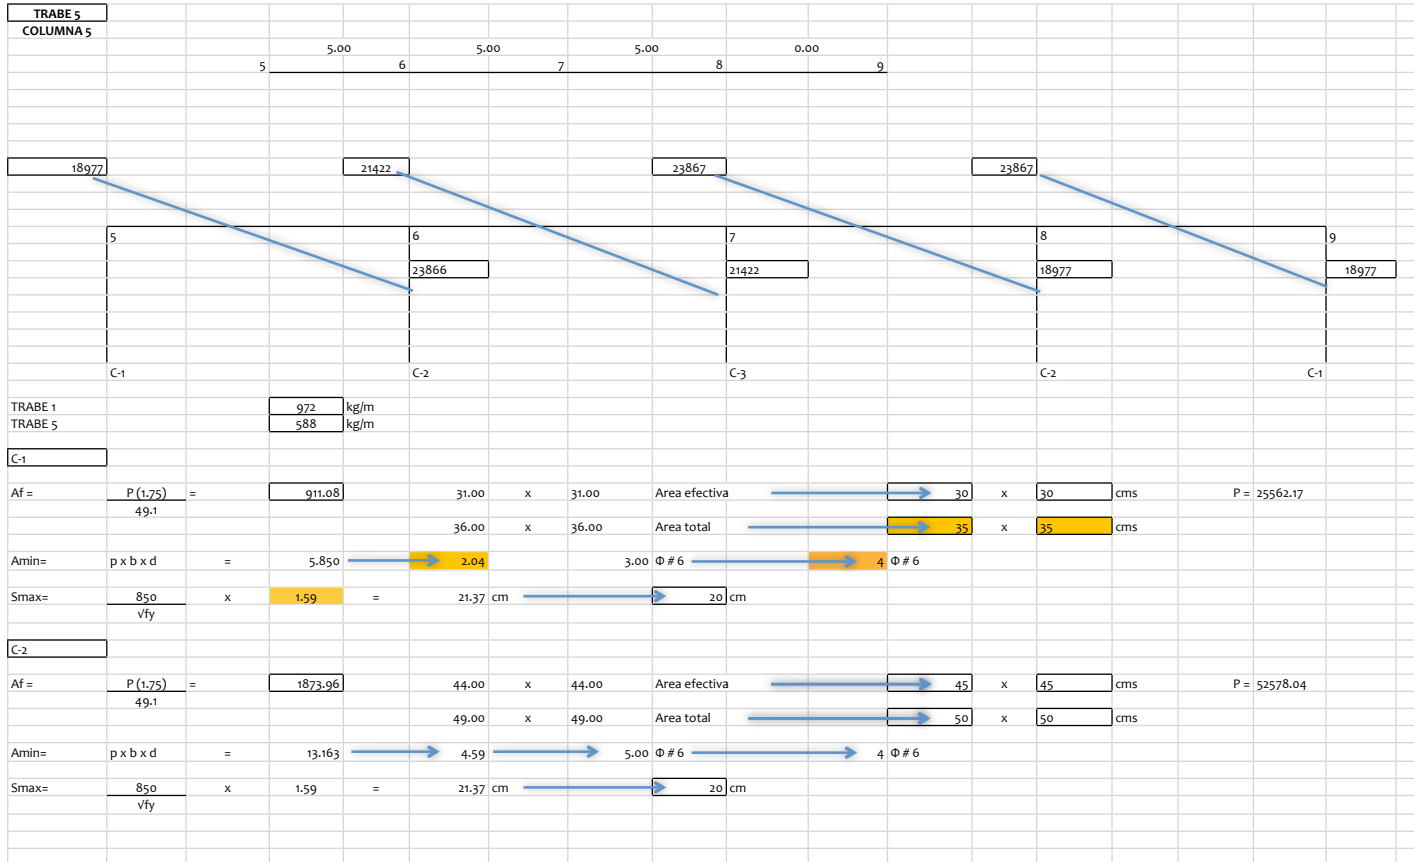 TRABE 5
COLUMNA 5
5.00 5.00 5.00 0.00
5 6 7 8 9
18977 21422 23867 23867
5 6 7 8 9
23866 21422 18977 18977
C-1 C-2 C-3 C-2 C-1
TRABE 1 972 kg/m
TRABE 5 588 kg/m
C-1
Af = P (1.75) = 911.08 31.00 x 31.00 Area efectiva 30 x 30 cms P = 25562.17
49.1
36.00 x 36.00 Area total 35 x 35 cms
Amin= p x b x d = 5.850 2.04 3.00 Φ # 6 4 Φ # 6
Smax= 850 x 1.59 = 21.37 cm 20 cm
√fy
C-2
Af = P (1.75) = 1873.96 44.00 x 44.00 Area efectiva 45 x 45 cms P = 52578.04
49.1
49.00 x 49.00 Area total 50 x 50 cms
Amin= p x b x d = 13.163 4.59 5.00 Φ # 6 4 Φ # 6
Smax= 850 x 1.59 = 21.37 cm 20 cm
√fy